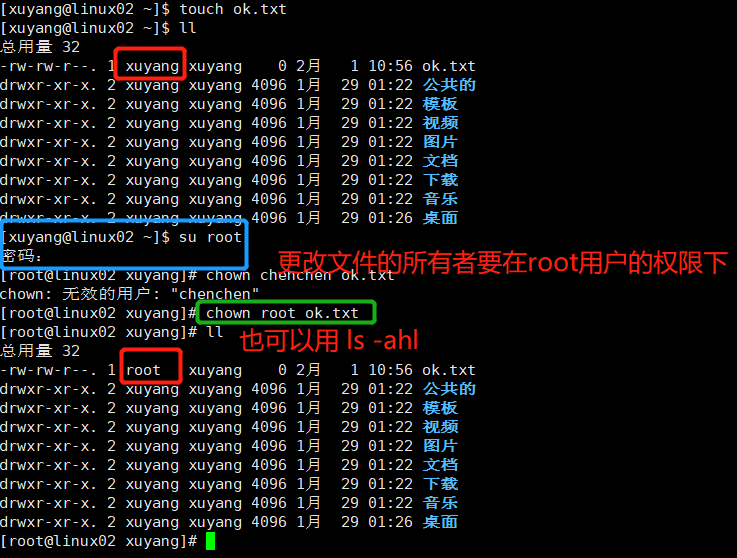 [xuyang@linux02 ~]$ touch ok.txt
[xuyang@linux02 ~]$ ll
总用量 32
-rw-rw-r--. 1 xuyang xuyang    0 2月   1 10:56 ok.txt
drwxr-xr-x. 2 xuyang xuyang 4096 1月  29 01:22 公共的
drwxr-xr-x. 2 xuyang xuyang 4096 1月  29 01:22 模板
drwxr-xr-x. 2 xuyang xuyang 4096 1月  29 01:22 视频
drwxr-xr-x. 2 xuyang xuyang 4096 1月  29 01:22 图片
drwxr-xr-x. 2 xuyang xuyang 4096 1月  29 01:22 文档
drwxr-xr-x. 2 xuyang xuyang 4096 1月  29 01:22 下载
drwxr-xr-x. 2 xuyang xuyang 4096 1月  29 01:22 音乐
drwxr-xr-x. 2 xuyang xuyang 4096 1月  29 01:26 桌面
[xuyang@linux02 ~]$ su root
密码：
更改文件的所有者要在root用户的权限下
[root@linux02 xuyang]# chown chenchen ok.txt
chown: 无效的用户: "chenchen"
[root@linux02 xuyang]# chown root ok.txt
[root@linux02 xuyang]# ll
也可以用 ls -ahl
总用量 32
-rw-rw-r--. 1 root   xuyang    0 2月   1 10:56 ok.txt
drwxr-xr-x. 2 xuyang xuyang 4096 1月  29 01:22 公共的
drwxr-xr-x. 2 xuyang xuyang 4096 1月  29 01:22 模板
drwxr-xr-x. 2 xuyang xuyang 4096 1月  29 01:22 视频
drwxr-xr-x. 2 xuyang xuyang 4096 1月  29 01:22 图片
drwxr-xr-x. 2 xuyang xuyang 4096 1月  29 01:22 文档
drwxr-xr-x. 2 xuyang xuyang 4096 1月  29 01:22 下载
drwxr-xr-x. 2 xuyang xuyang 4096 1月  29 01:22 音乐
drwxr-xr-x. 2 xuyang xuyang 4096 1月  29 01:26 桌面
[root@linux02 xuyang]#